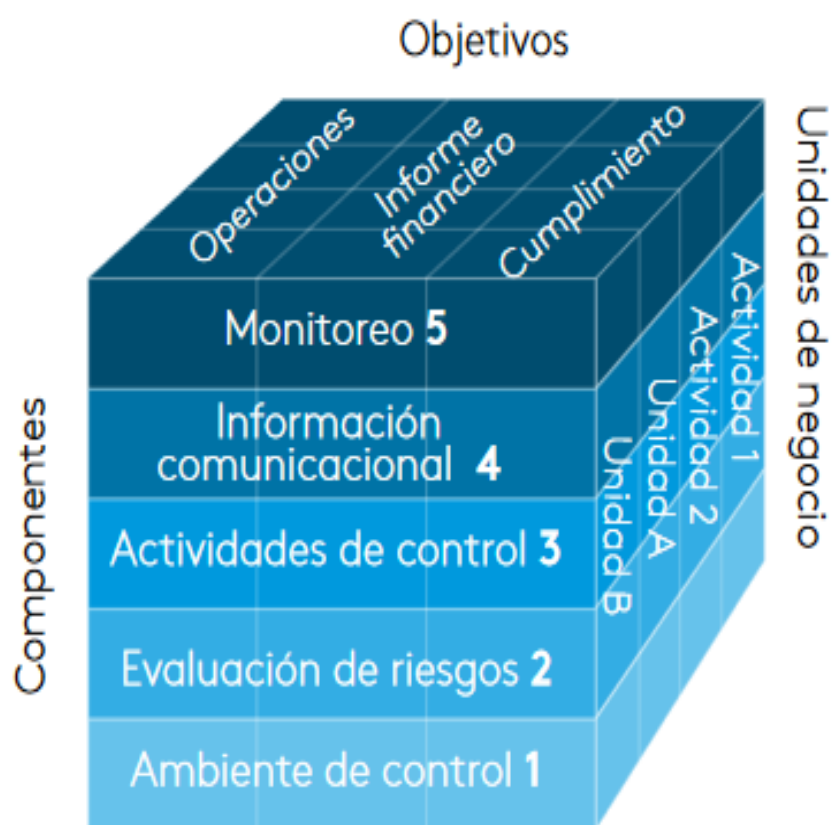 Objetivos
Operaciones
Informe
financiero
Cumplimiento
Monitoreo 5
Información
comunicacional 4
Actividades de control 3
Evaluación de riesgos 2
Ambiente de control 1
Componentes
Unidad B
Unidad A
Actividad 2
Actividad 1
Unidades de negocio